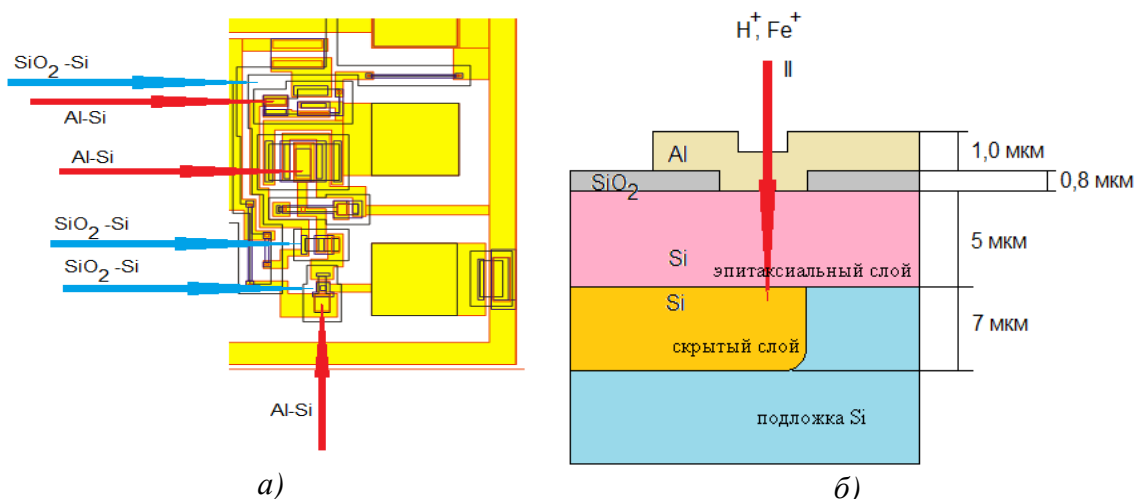 SiO2 -Si
Al-Si
Al-Si
SiO2 -Si
SiO2 -Si
Al-Si
а)
H+, Fe+
II
Al
1,0 мкм
SiO2
0,8 мкм
Si
эпитаксиальный слой
5 мкм
Si
скрытый слой
7 мкм
подложка Si
б)